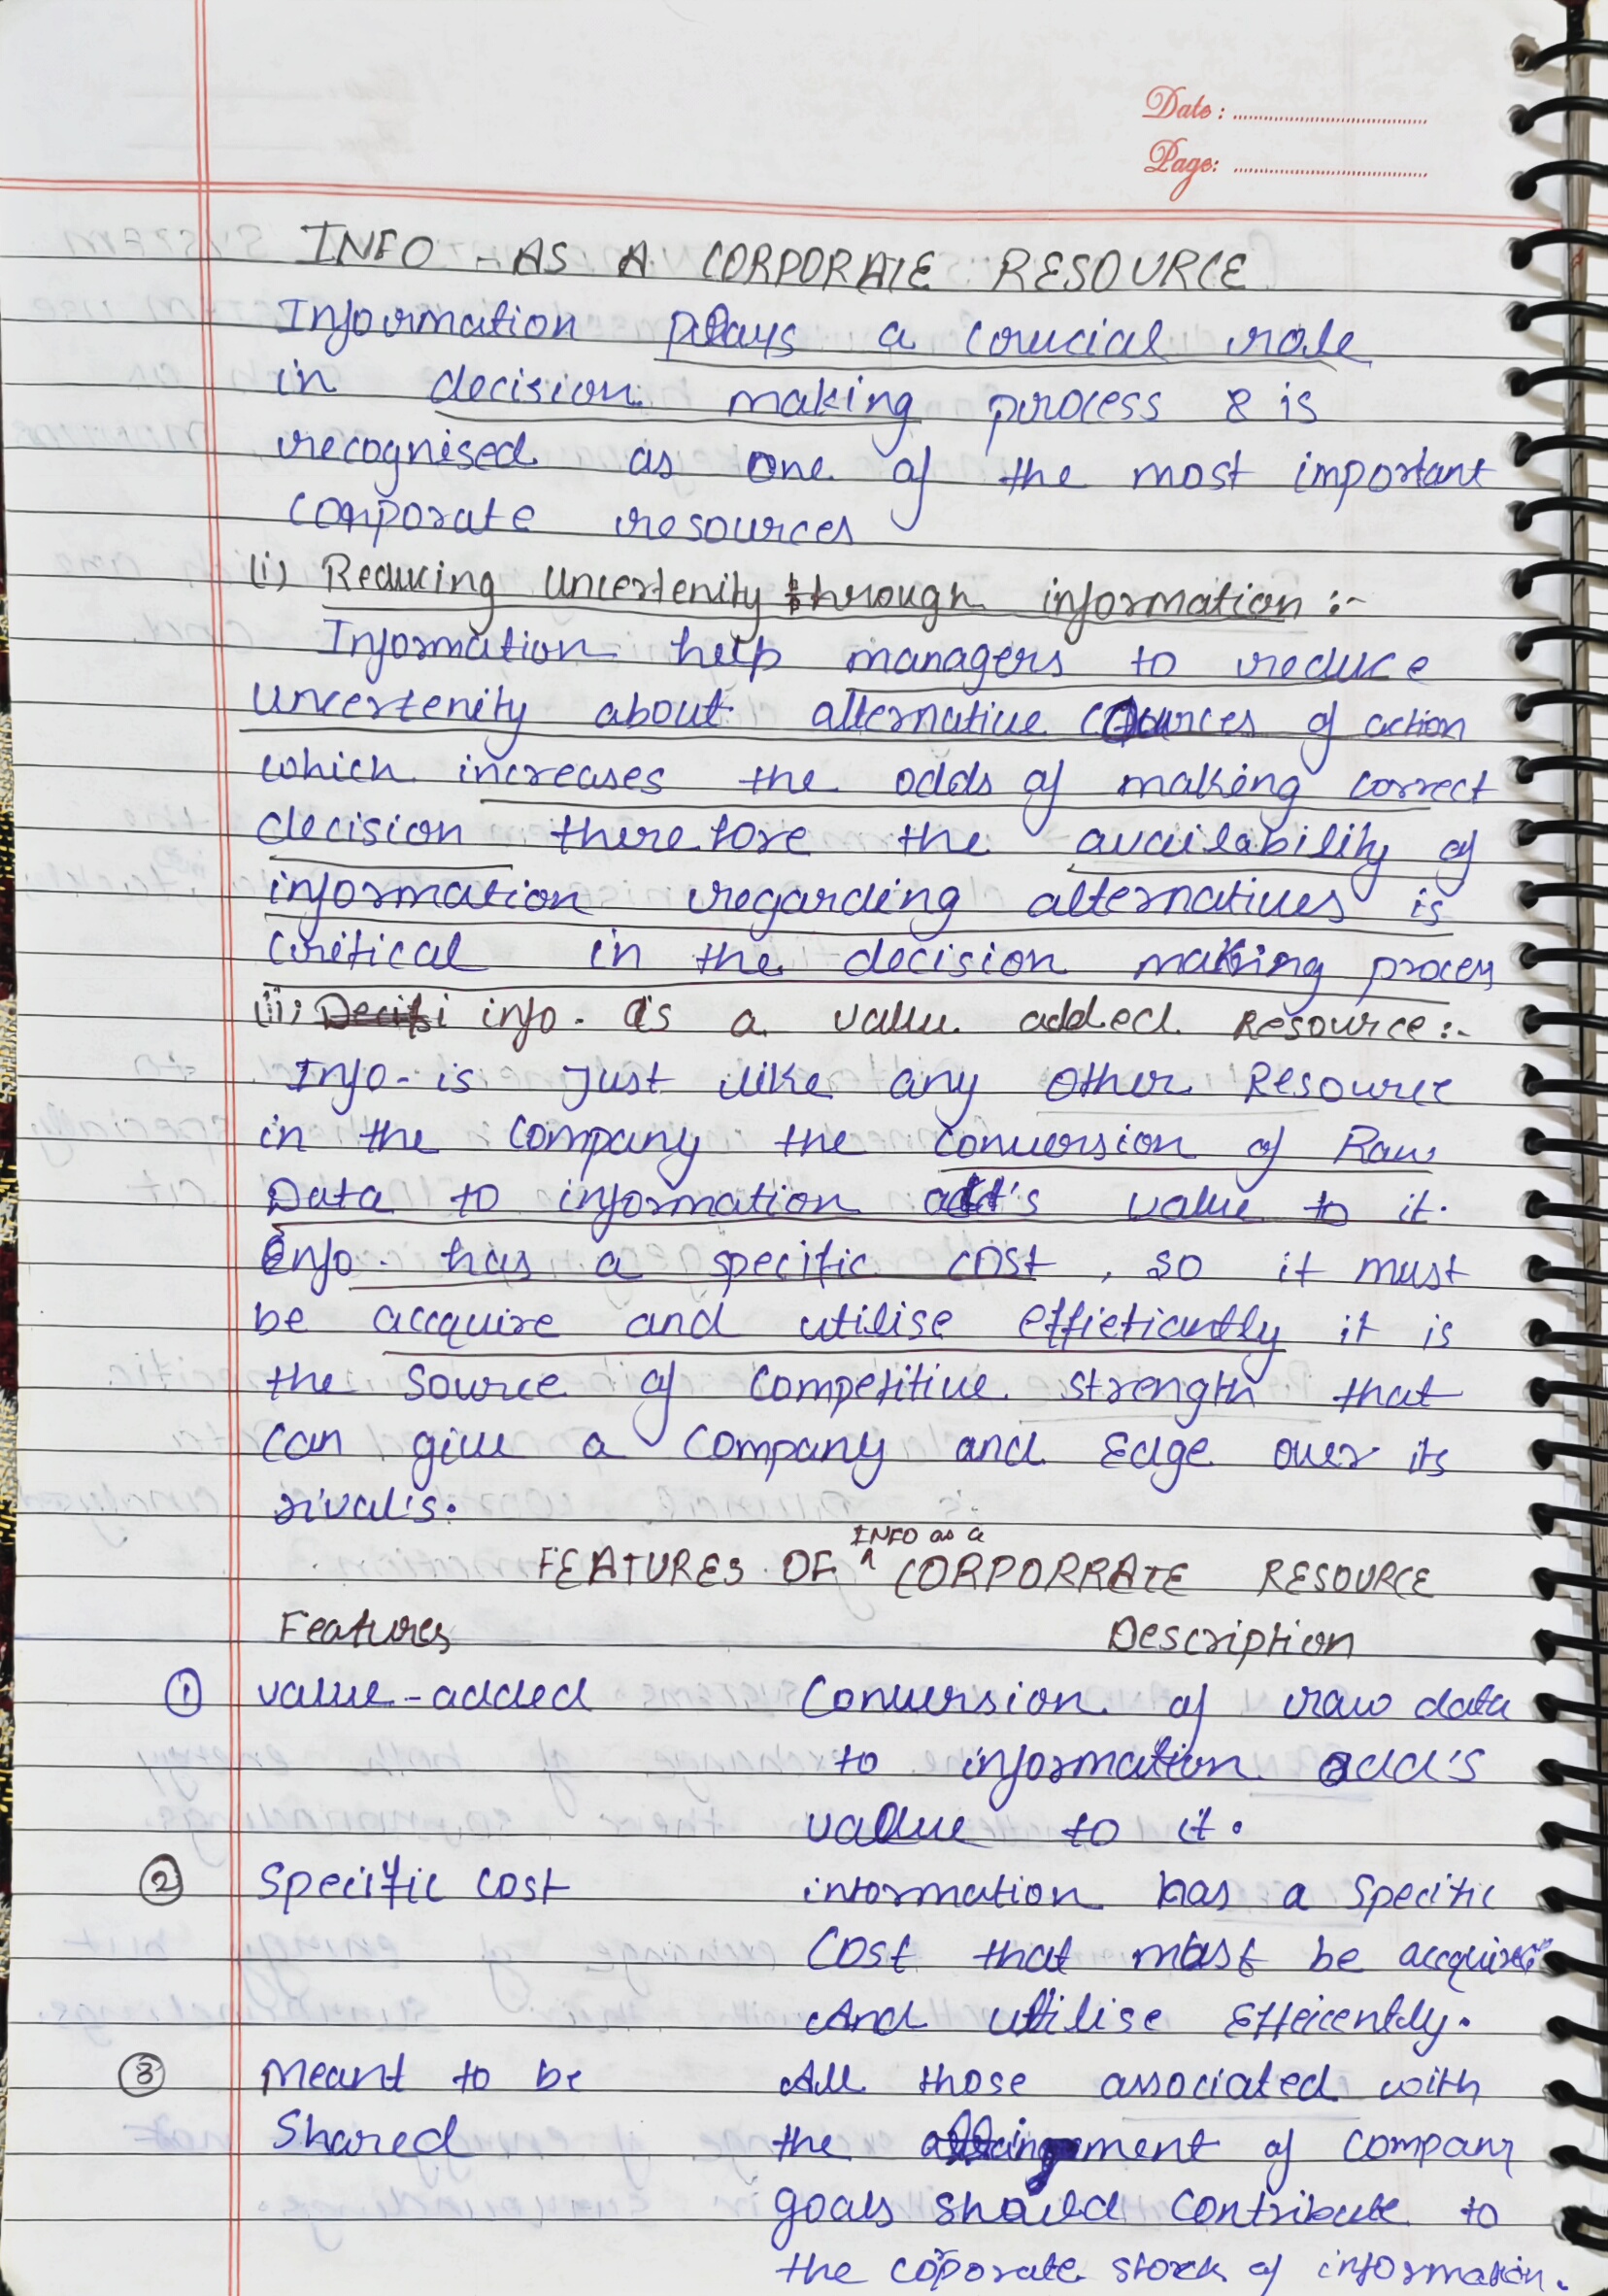 Date :
Page:
INFO - AS A CORPORATE RESOURCE
Information plays a crucial role
in decision making process & is
recognised as one of the most important
corporate resources
(i) Reducing uncertenity through information :-
Information help managers to reduce
uncertenity about alternative cources of action
which increases the odds of making correct
decision therefore the availability of
information regarding alternatives is
critical in the decision making proces
(ii) info. as a value added Resource :-
Info- is Just like any other Resource
in the company the conversion of Raw
Data to information add's value to it.
Info. has a specific cost , so it must
be accquire and utilise effieticantly it is
the source of competitive strength that
can give a company and Edge over its
rival's.
FEATURES OF INFO as a CORPORRATE RESOURCE
Features Description
① value-added Conversion of raw data
to information add's
value to it.
② Specific cost information has a specific
cost that must be accquire
And utilise Effeicently.
③ Meant to be All those associated with
Shared the of company
goals should contribute to
the coporate stock of information.